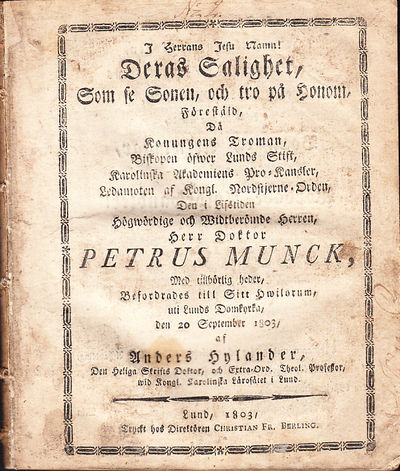 J Herrans Jesu Namn!
Deras Salighet,
Som se Sonen, och tro på Honom,
Förestäld,
Då
Konungens Troman,
Biskopen öfwer Lunds Stift,
Karolinska Akademiens Pro-Kansler,
Ledamoten af Kongl. Nordstjerne-Orden,
Den i Lifstiden
Högwördige och Widtberömde Herren,
Herr Doktor
PETRUS MUNCK,
Med tillbörlig heder,
Befordrades till Sitt Hwilorum,
uti Lunds Domkyrka,
den 20 September 1803,
af
Anders Hylander,
Den Heliga Skrifts Doktor, och Extra-Ord. Theol. Professor,
wid Kongl. Carolinska Lärosätet i Lund.
Lund, 1803,
Tryckt hos Direktören CHRISTIAN FR. BERLING.